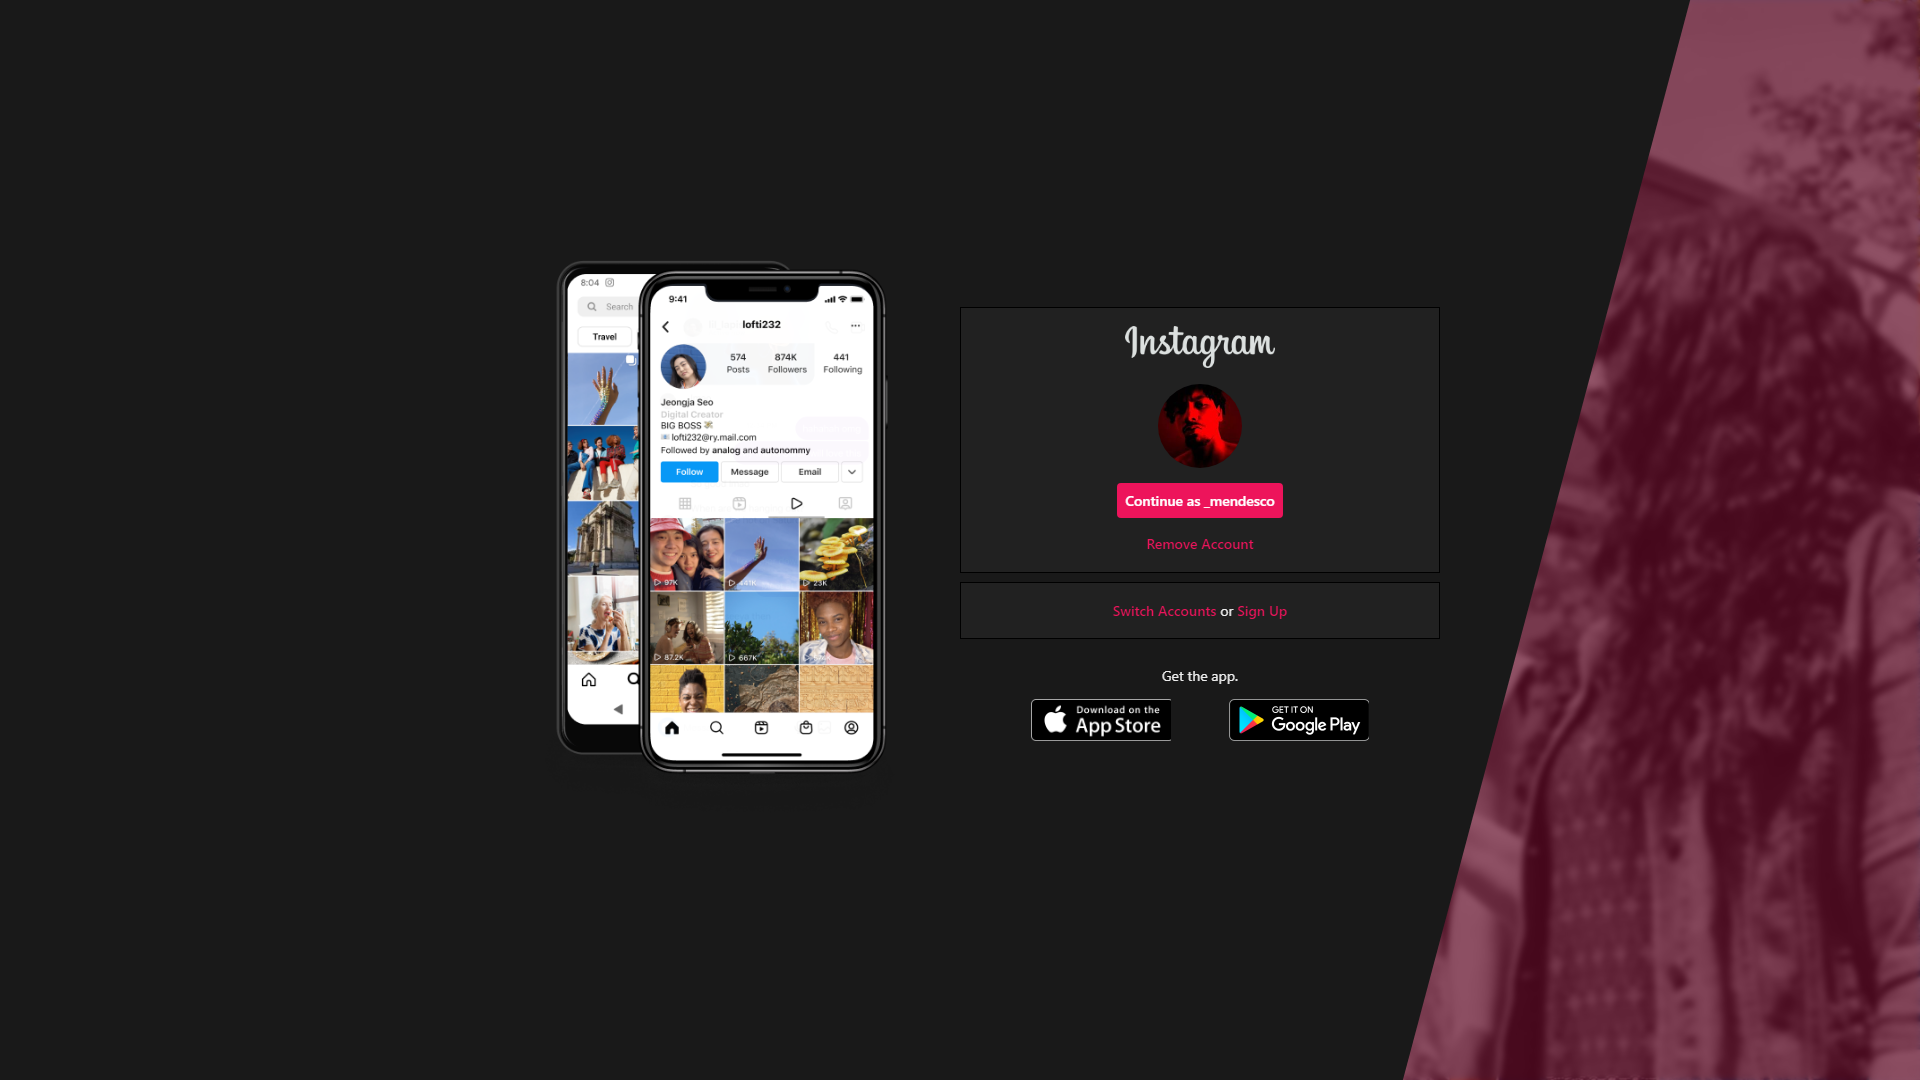 8:04
Search
Travel
9:41
lofti232
574 874K 441
Posts Followers Following
Jeongja Seo
Digital Creator
BIG BOSS
lofti232@ry.mail.com
Followed by analog and autonommy
Follow Message Email
97K 441K 23K
87.2K 667K
Instagram
Continue as _mendesco
Remove Account
Switch Accounts or Sign Up
Get the app.
Download on the
App Store
GET IT ON
Google Play